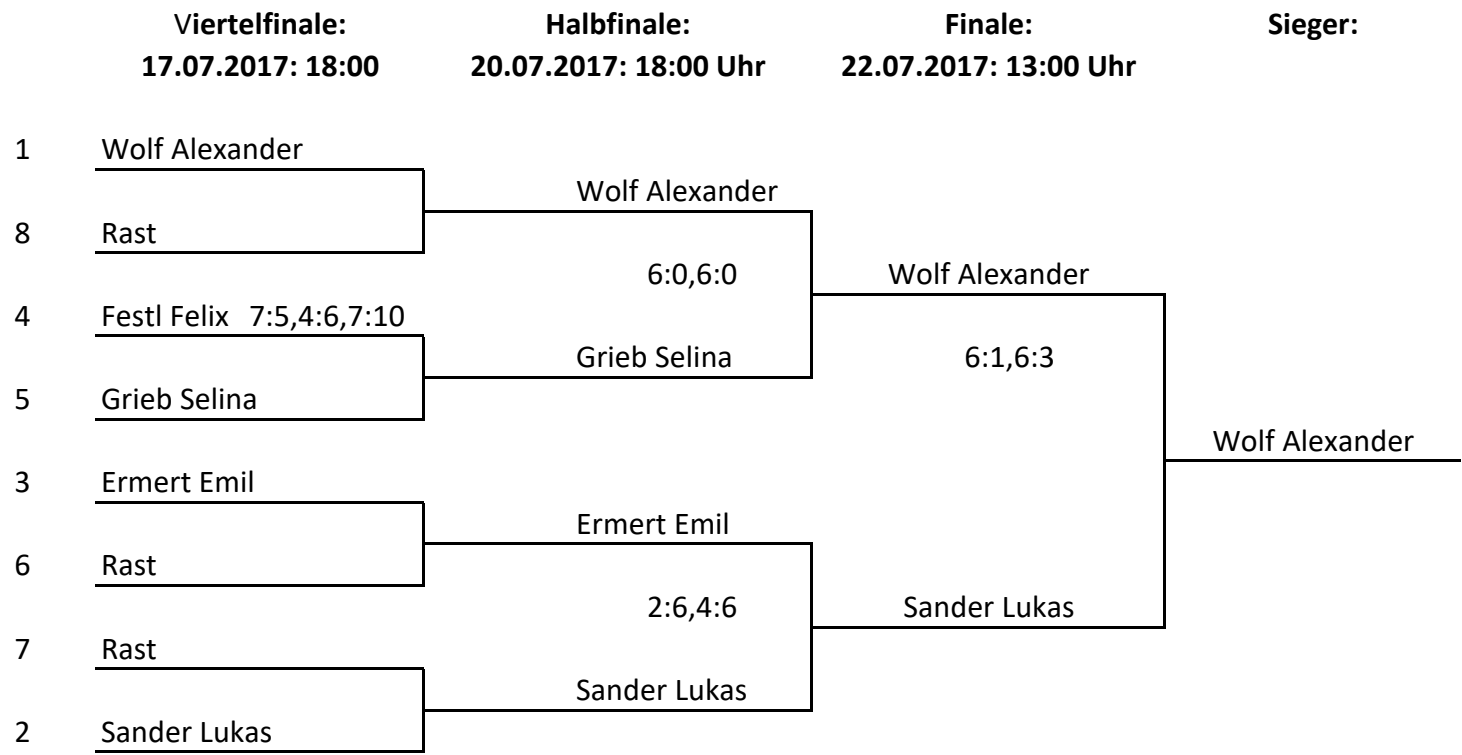 Viertelfinale: Halbfinale: Finale: Sieger:
17.07.2017: 18:00 20.07.2017: 18:00 Uhr 22.07.2017: 13:00 Uhr
1 Wolf Alexander
Wolf Alexander
8 Rast
6:0,6:0 Wolf Alexander
4 Festl Felix 7:5,4:6,7:10
Grieb Selina 6:1,6:3
5 Grieb Selina
Wolf Alexander
3 Ermert Emil
Ermert Emil
6 Rast
2:6,4:6 Sander Lukas
7 Rast
Sander Lukas
2 Sander Lukas